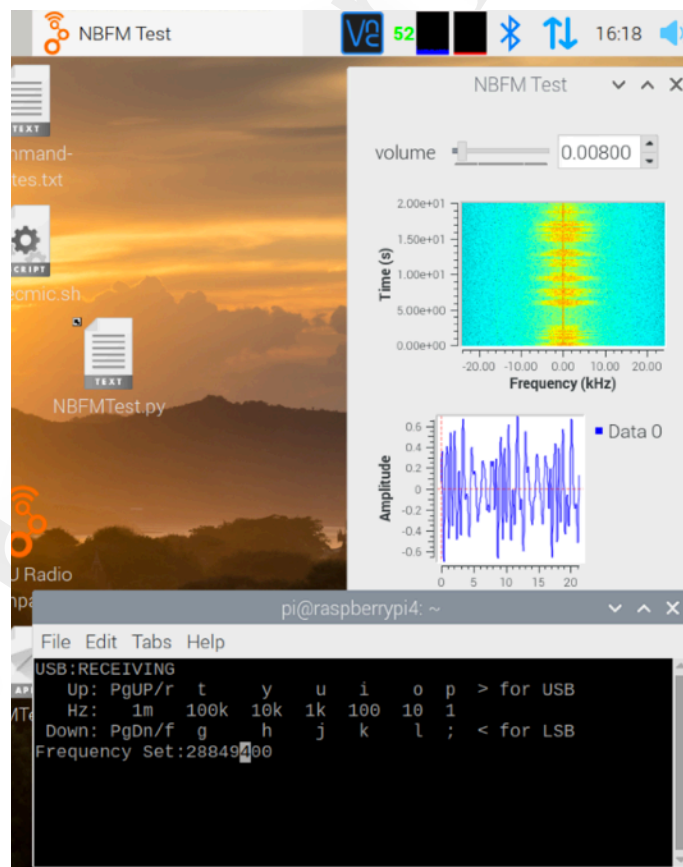 NBFM Test
52
16:18
TEXT
mmand-
tes.txt
SCRIPT
ecmic.sh
TEXT
NBFMTest.py
U Radio
mpa
NBFM Test
volume
0.00800
2.00e+01
1.50e+01
1.00e+01
5.00e+00
0.00e+00
Time (s)
-20.00 -10.00 0.00 10.00 20.00
Frequency (kHz)
Data 0
0.6
0.4
0.2
0
-0.2
-0.4
-0.6
Amplitude
0 5 10 15 20
pi@raspberrypi4: ~
File Edit Tabs Help
USB:RECEIVING
Up: PgUP/r t y u i o p > for USB
Hz: 1m 100k 10k 1k 100 10 1
Down: PgDn/f g h j k l ; < for LSB
Frequency Set:28849400